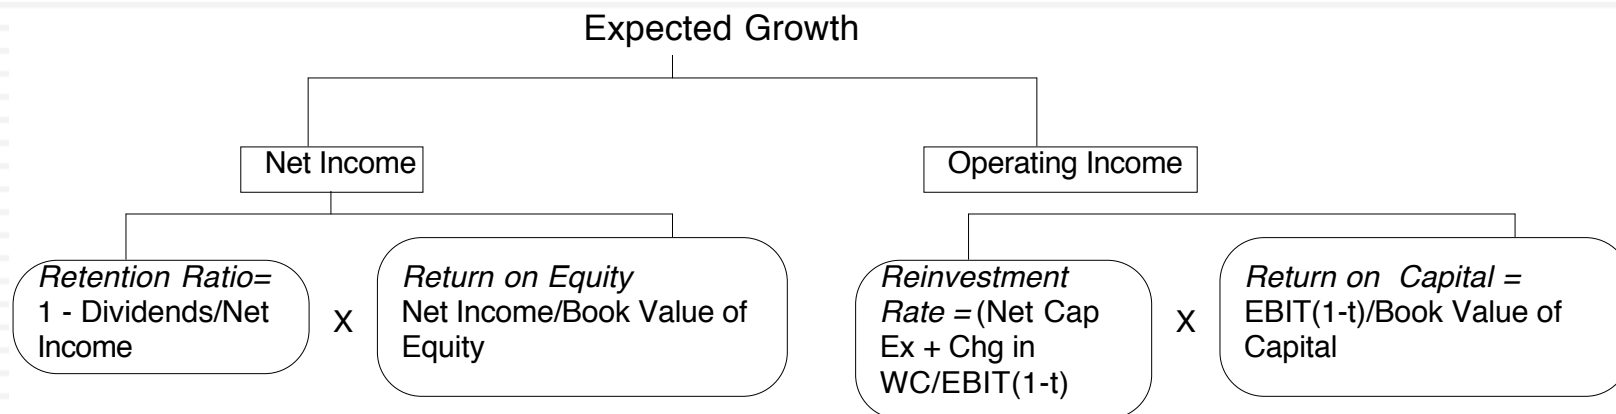 Expected Growth
Net Income
Operating Income
Retention Ratio=
1 - Dividends/Net
Income
X
Return on Equity
Net Income/Book Value of
Equity
Reinvestment
Rate = (Net Cap
Ex + Chg in
WC/EBIT(1-t)
X
Return on Capital =
EBIT(1-t)/Book Value of
Capital